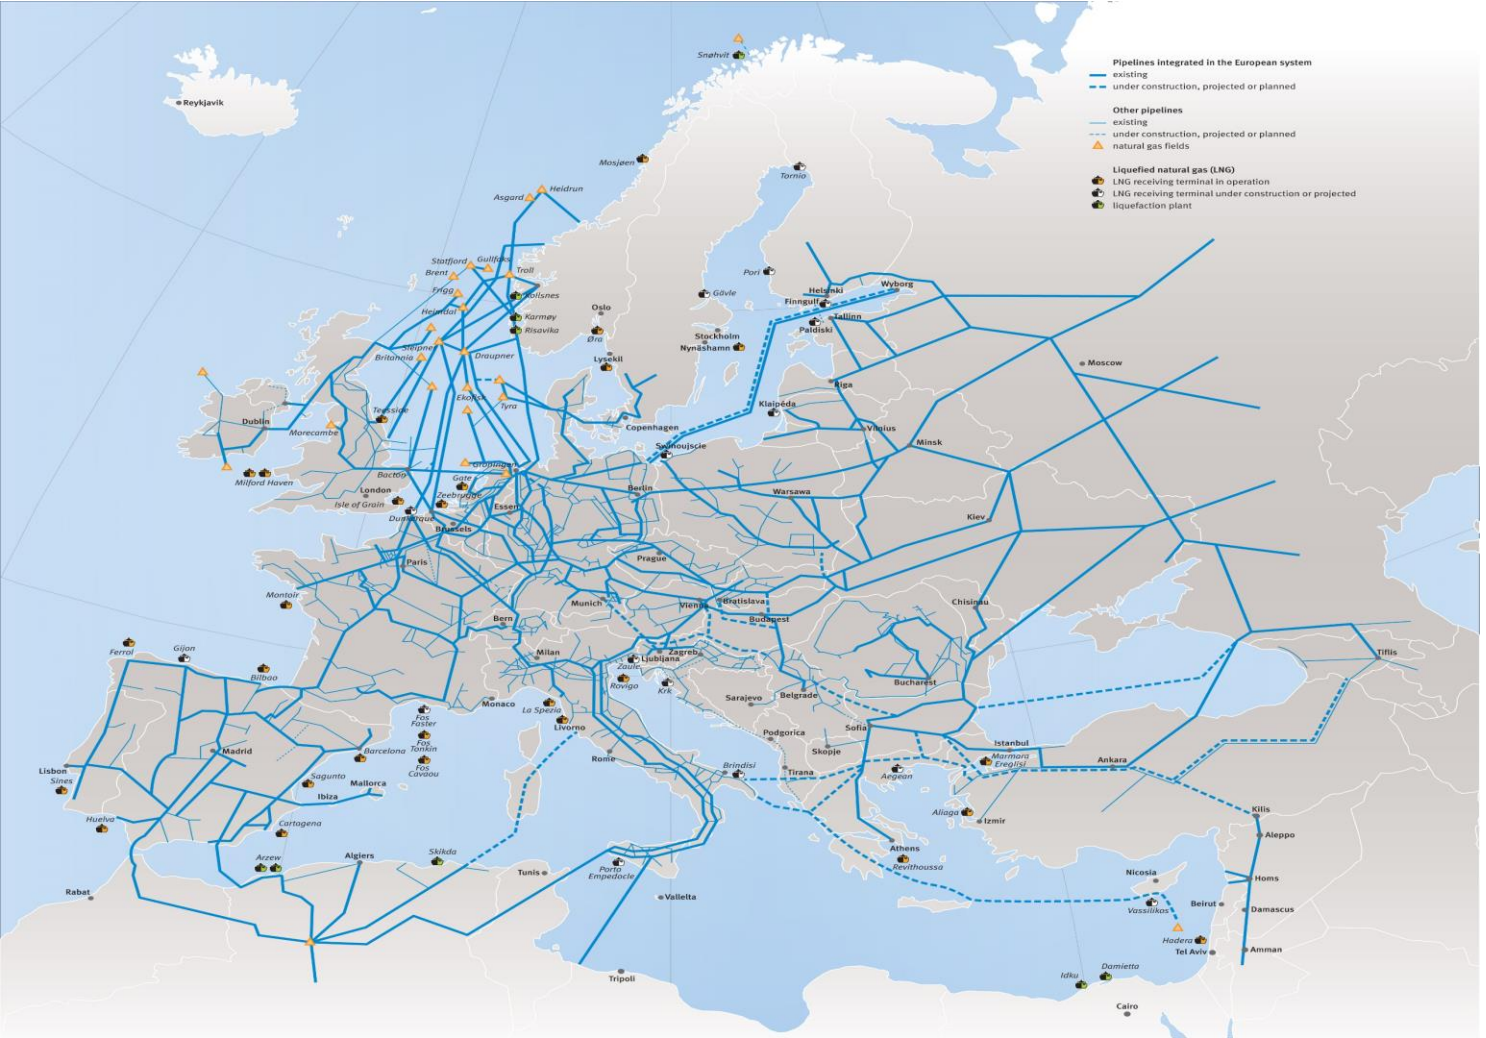 Snøhvit
Pipelines integrated in the European system
existing
under construction, projected or planned
Other pipelines
existing
under construction, projected or planned
natural gas fields
Liquefied natural gas (LNG)
LNG receiving terminal in operation
LNG receiving terminal under construction or projected
liquefaction plant
Reykjavik
Mosjøen
Tornio
Heidrun
Asgard
Statfjord
Gullfaks
Brent
Troll
Pori
Frigg
Kollsnes
Gävle
Helsinki
Wyborg
Finngulf
Heimdal
Oslo
Karmøy
Tallinn
Risavika
Paldiski
Øra
Stockholm
Nynäshamn
Sleipner
Britannia
Draupner
Lysekil
Moscow
Riga
Ekofisk
Tyra
Klaipéda
Teesside
Dublin
Morecambe
Copenhagen
Vilnius
Minsk
Swinoujscie
Groningen
Bacton
Gate
Milford Haven
London
Zeebrugge
Berlin
Warsawa
Isle of Grain
Essen
Dunkerque
Kiev
Brussels
Paris
Prague
Montoir
Munich
Vienna
Bratislava
Chisinau
Bern
Budapest
Ferrol
Gijon
Milan
Zagreb
Ljubljana
Tiflis
Zaule
Bilbao
Rovigo
Krk
Bucharest
Belgrade
Sarajevo
Monaco
La Spezia
Fos
Faster
Livorno
Sofia
Podgorica
Fos
Tonkin
Madrid
Barcelona
Skopje
Istanbul
Rome
Marmara
Ereglisi
Ankara
Fos
Cavaou
Brindisi
Tirana
Aegean
Lisbon
Sines
Sagunto
Mallorca
Ibiza
Kilis
Aliaga
Izmir
Huelva
Cartagena
Aleppo
Athens
Revithoussa
Arzew
Algiers
Skikda
Tunis
Porto
Empedocle
Nicosia
Homs
Rabat
Valletta
Vassilikos
Beirut
Damascus
Hadera
Tel Aviv
Amman
Tripoli
Idku
Damietta
Cairo